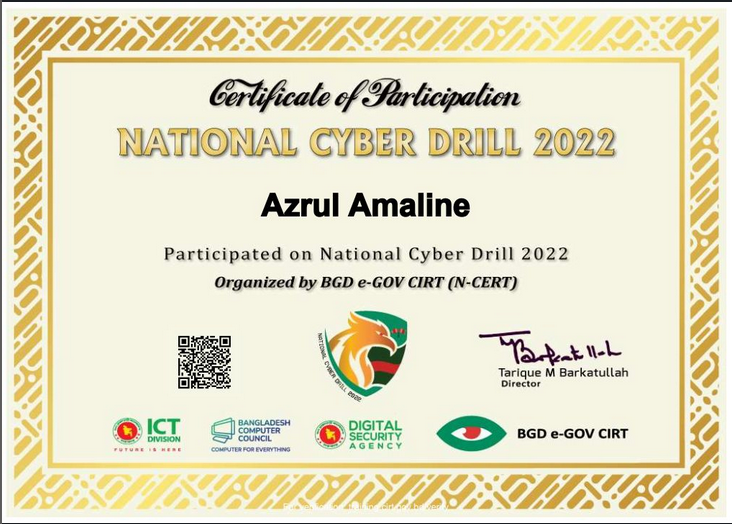 Certificate of Participation
NATIONAL CYBER DRILL 2022
Azrul Amaline
Participated on National Cyber Drill 2022
Organized by BGD e-GOV CIRT (N-CERT)
NATIONAL CYBER DRILL 2022
Tarique M Barkatullah
Director
ICT
DIVISION
FUTURE IS HERE
BANGLADESH
COMPUTER
COUNCIL
COMPUTER FOR EVERYTHING
DIGITAL
SECURITY
AGENCY
BGD e-GOV CIRT